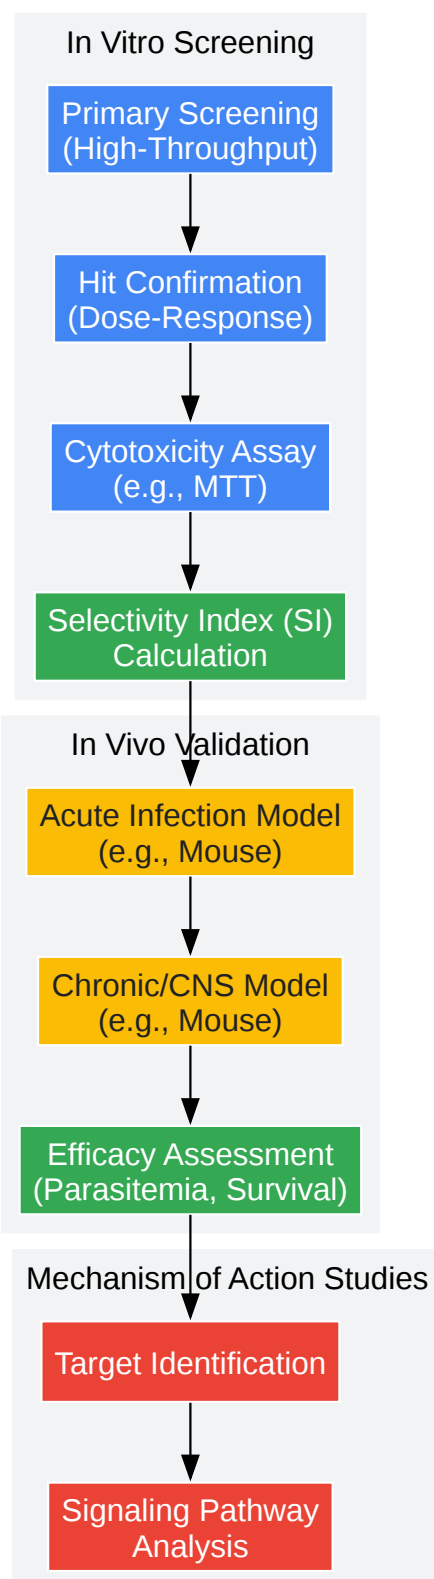 In Vitro Screening
Primary Screening
(High-Throughput)
Hit Confirmation
(Dose-Response)
Cytotoxicity Assay
(e.g., MTT)
Selectivity Index (SI)
Calculation
In Vivo Validation
Acute Infection Model
(e.g., Mouse)
Chronic/CNS Model
(e.g., Mouse)
Efficacy Assessment
(Parasitemia, Survival)
Mechanism of Action Studies
Target Identification
Signaling Pathway
Analysis